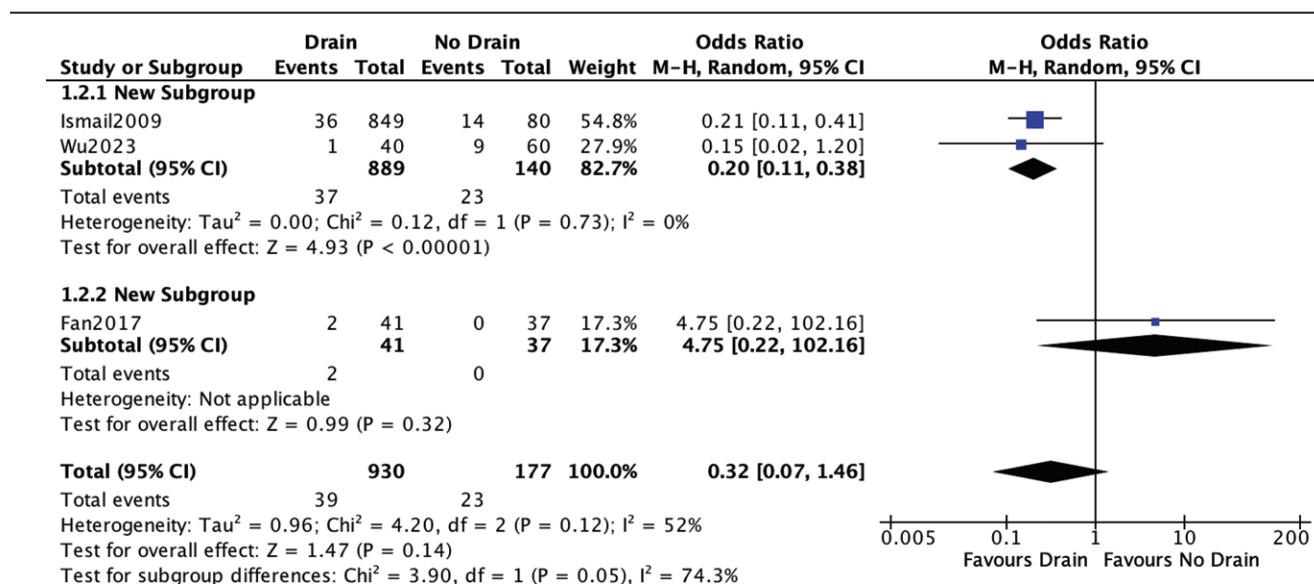 Drain No Drain Odds Ratio Odds Ratio
Study or Subgroup Events Total Events Total Weight M-H, Random, 95% CI M-H, Random, 95% CI
1.2.1 New Subgroup
Ismail2009 36 849 14 80 54.8% 0.21 [0.11, 0.41]
Wu2023 1 40 9 60 27.9% 0.15 [0.02, 1.20]
Subtotal (95% CI) 889 140 82.7% 0.20 [0.11, 0.38]
Total events 37 23
Heterogeneity: Tau² = 0.00; Chi² = 0.12, df = 1 (P = 0.73); I² = 0%
Test for overall effect: Z = 4.93 (P < 0.00001)
1.2.2 New Subgroup
Fan2017 2 41 0 37 17.3% 4.75 [0.22, 102.16]
Subtotal (95% CI) 41 37 17.3% 4.75 [0.22, 102.16]
Total events 2 0
Heterogeneity: Not applicable
Test for overall effect: Z = 0.99 (P = 0.32)
Total (95% CI) 930 177 100.0% 0.32 [0.07, 1.46]
Total events 39 23
Heterogeneity: Tau² = 0.96; Chi² = 4.20, df = 2 (P = 0.12); I² = 52%
Test for overall effect: Z = 1.47 (P = 0.14)
Test for subgroup differences: Chi² = 3.90, df = 1 (P = 0.05), I² = 74.3%
0.005 0.1 1 10 200
Favours Drain Favours No Drain